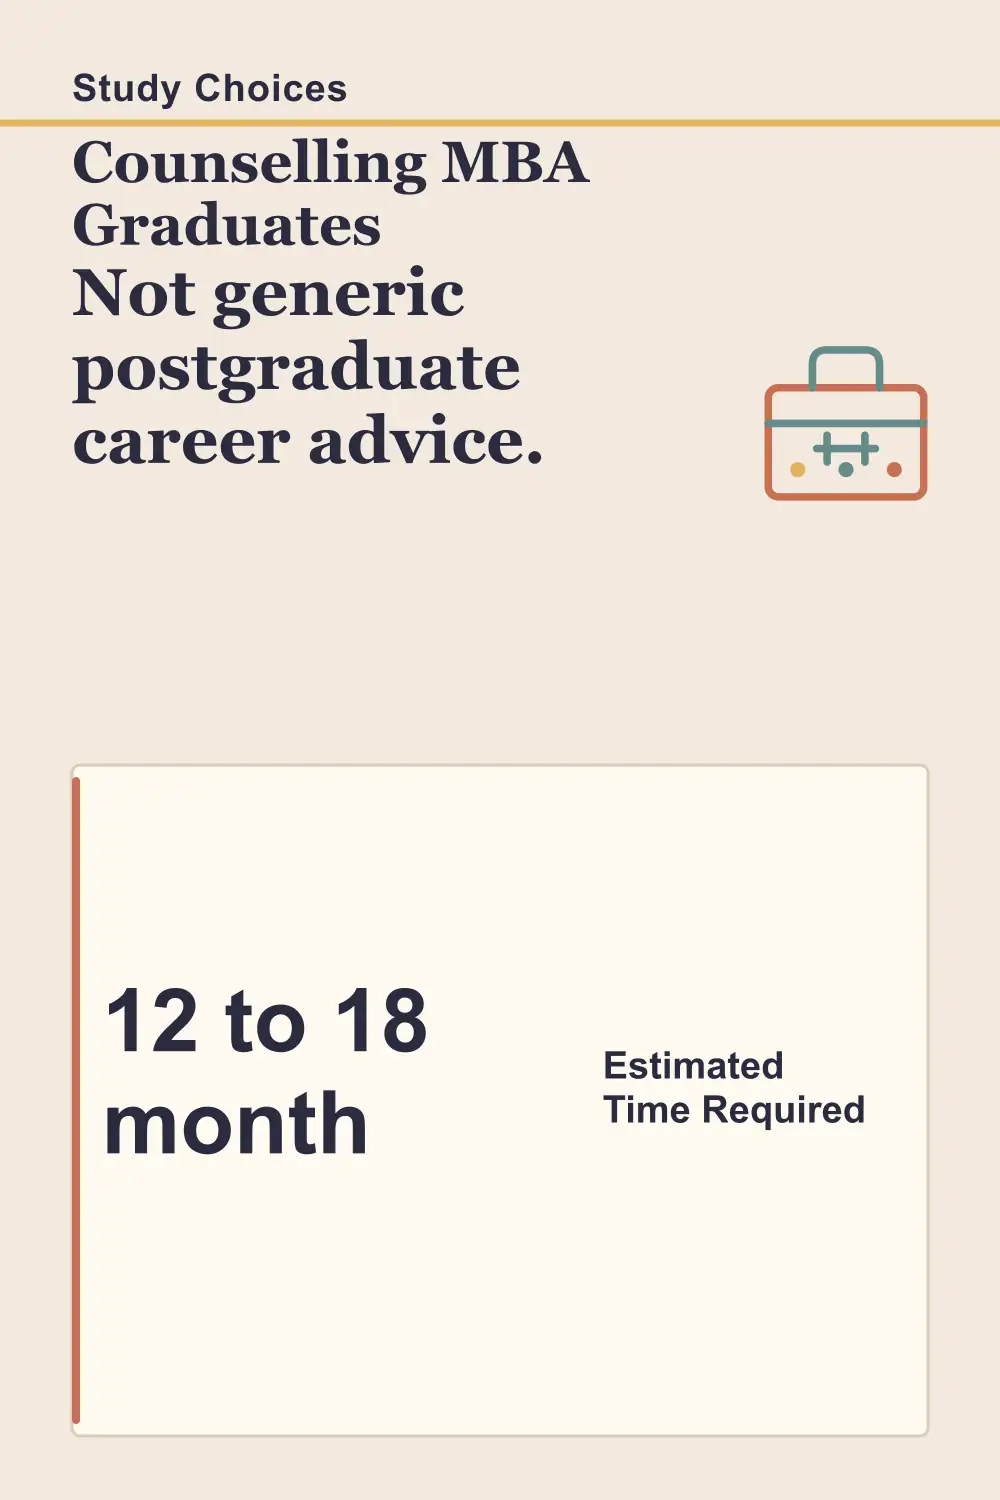 Study Choices
Counselling MBA
Graduates
Not generic
postgraduate
career advice.
12 to 18
month
Estimated
Time Required